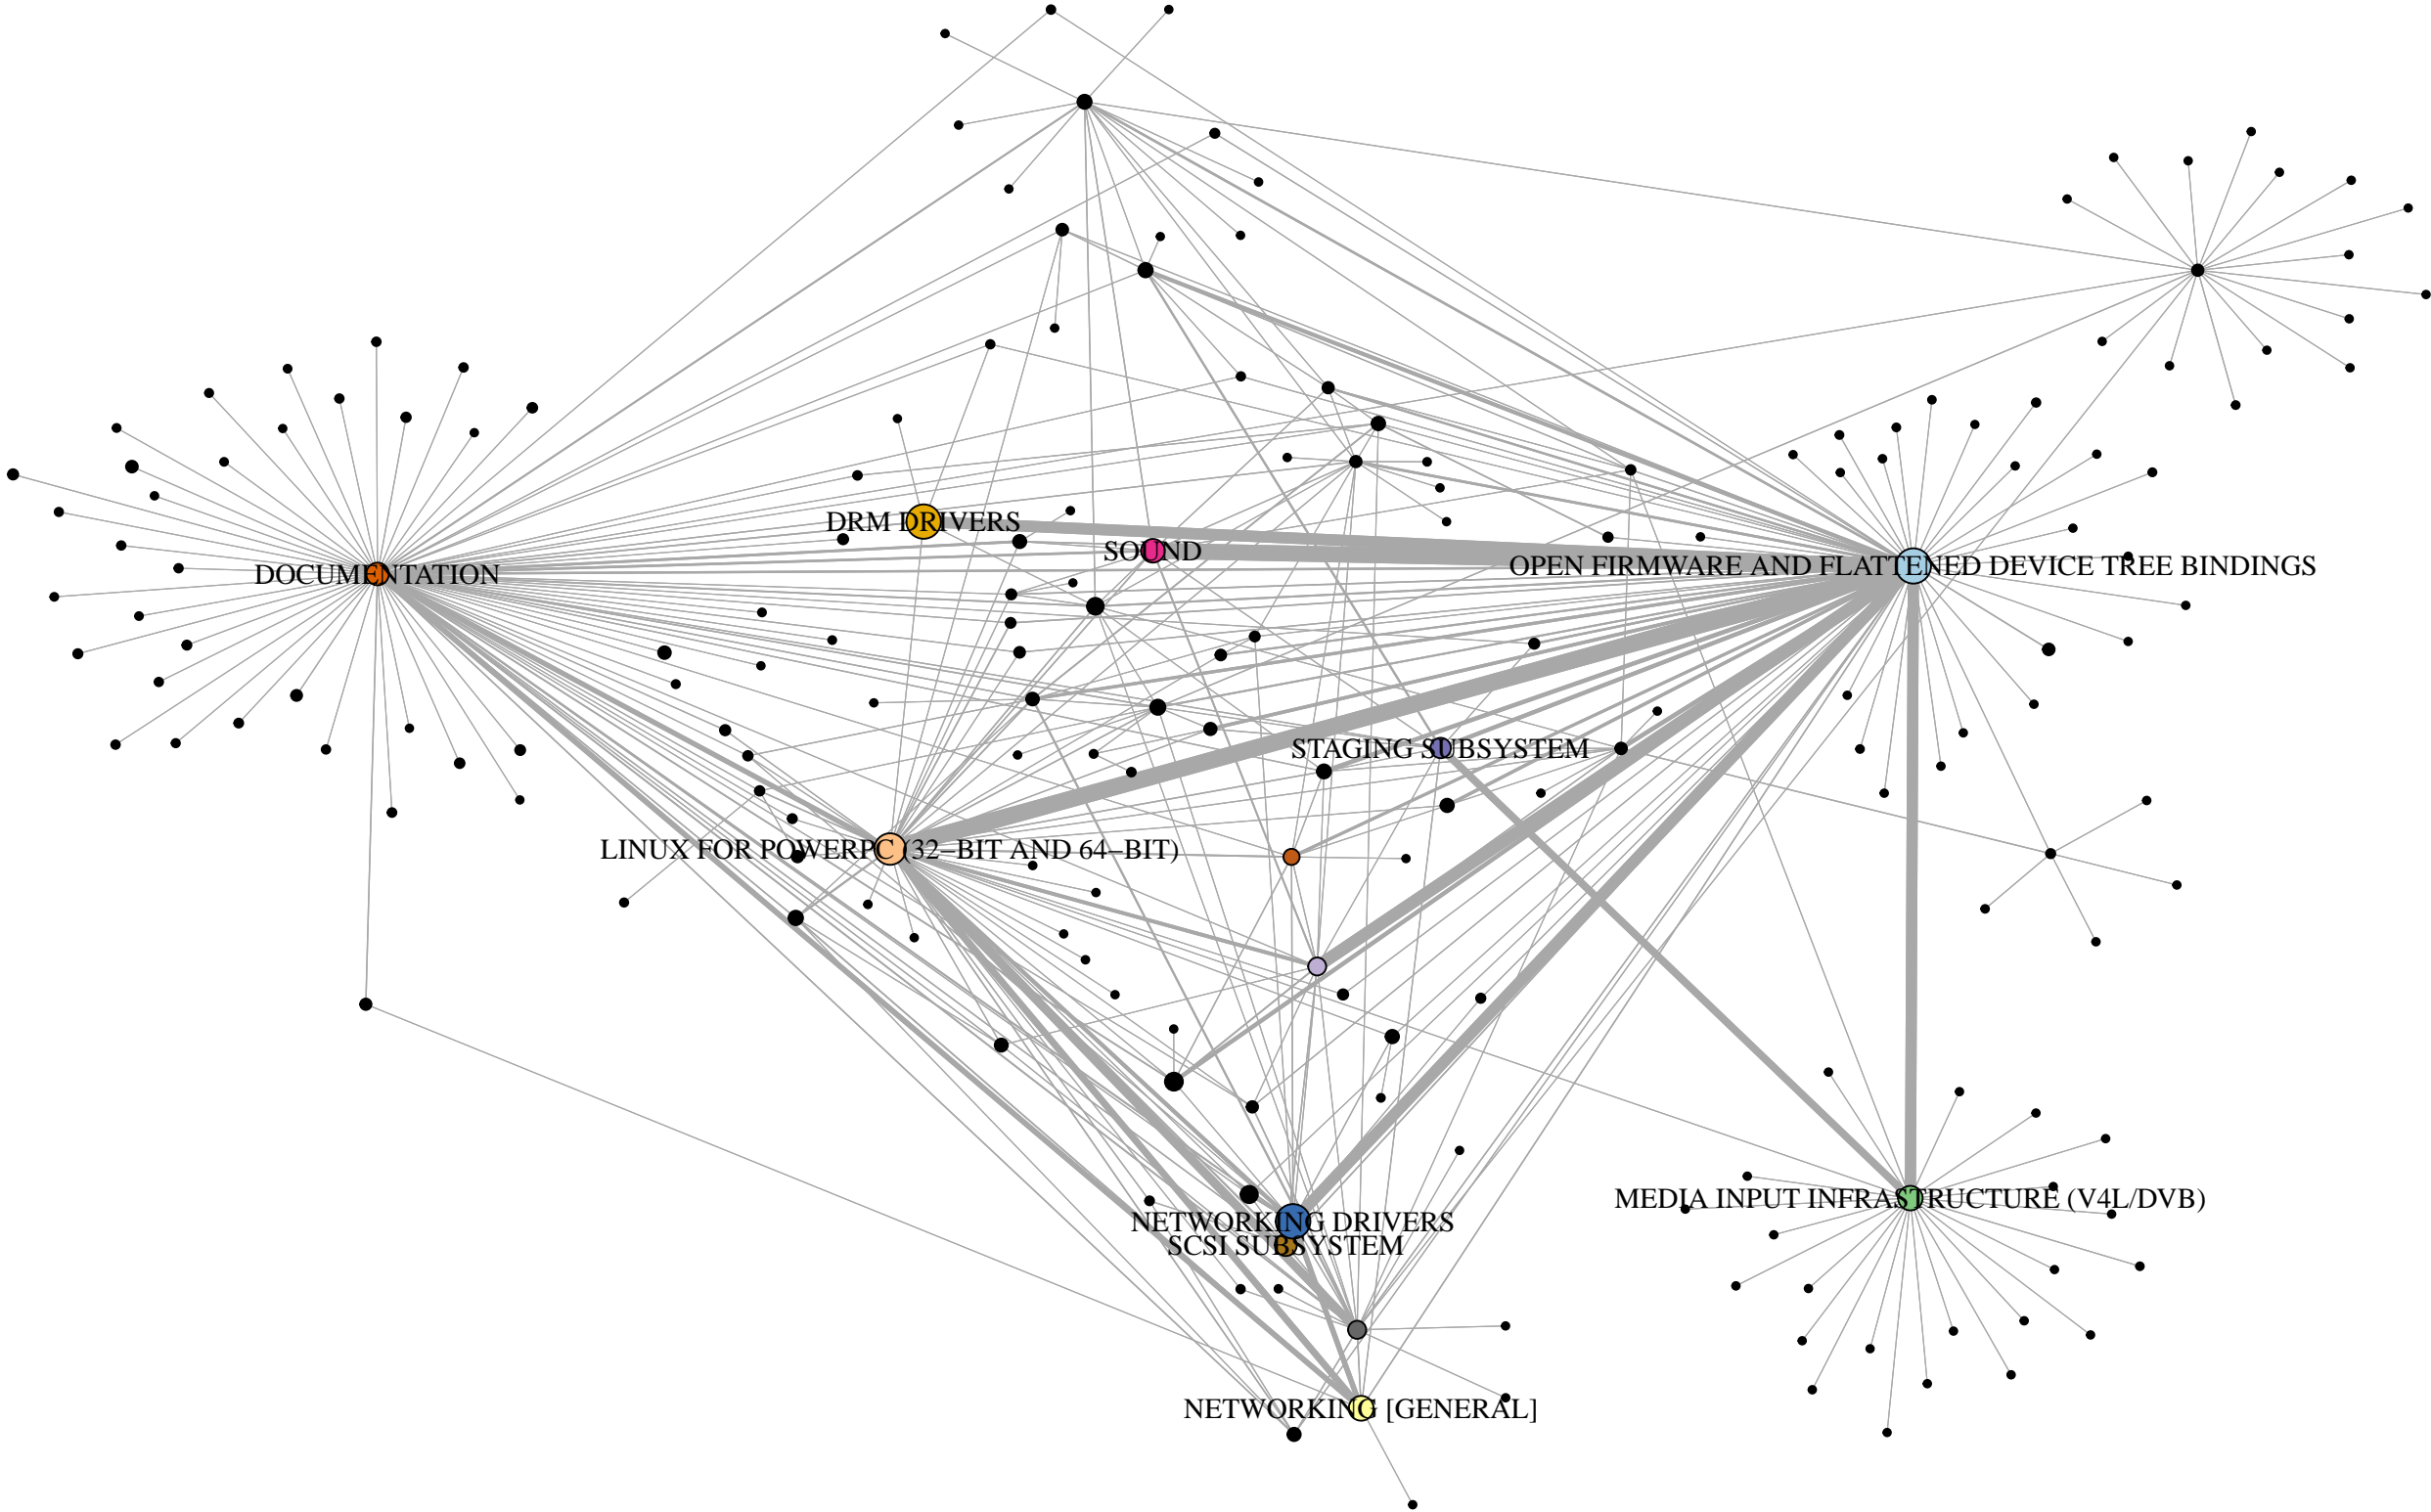 DRM DRIVERS
SOUND
OPEN FIRMWARE AND FLATTENED DEVICE TREE BINDINGS
DOCUMENTATION
STAGING SUBSYSTEM
LINUX FOR POWERPC (32−BIT AND 64−BIT)
MEDIA INPUT INFRASTRUCTURE (V4L/DVB)
NETWORKING DRIVERS
SCSI SUBSYSTEM
NETWORKING [GENERAL]